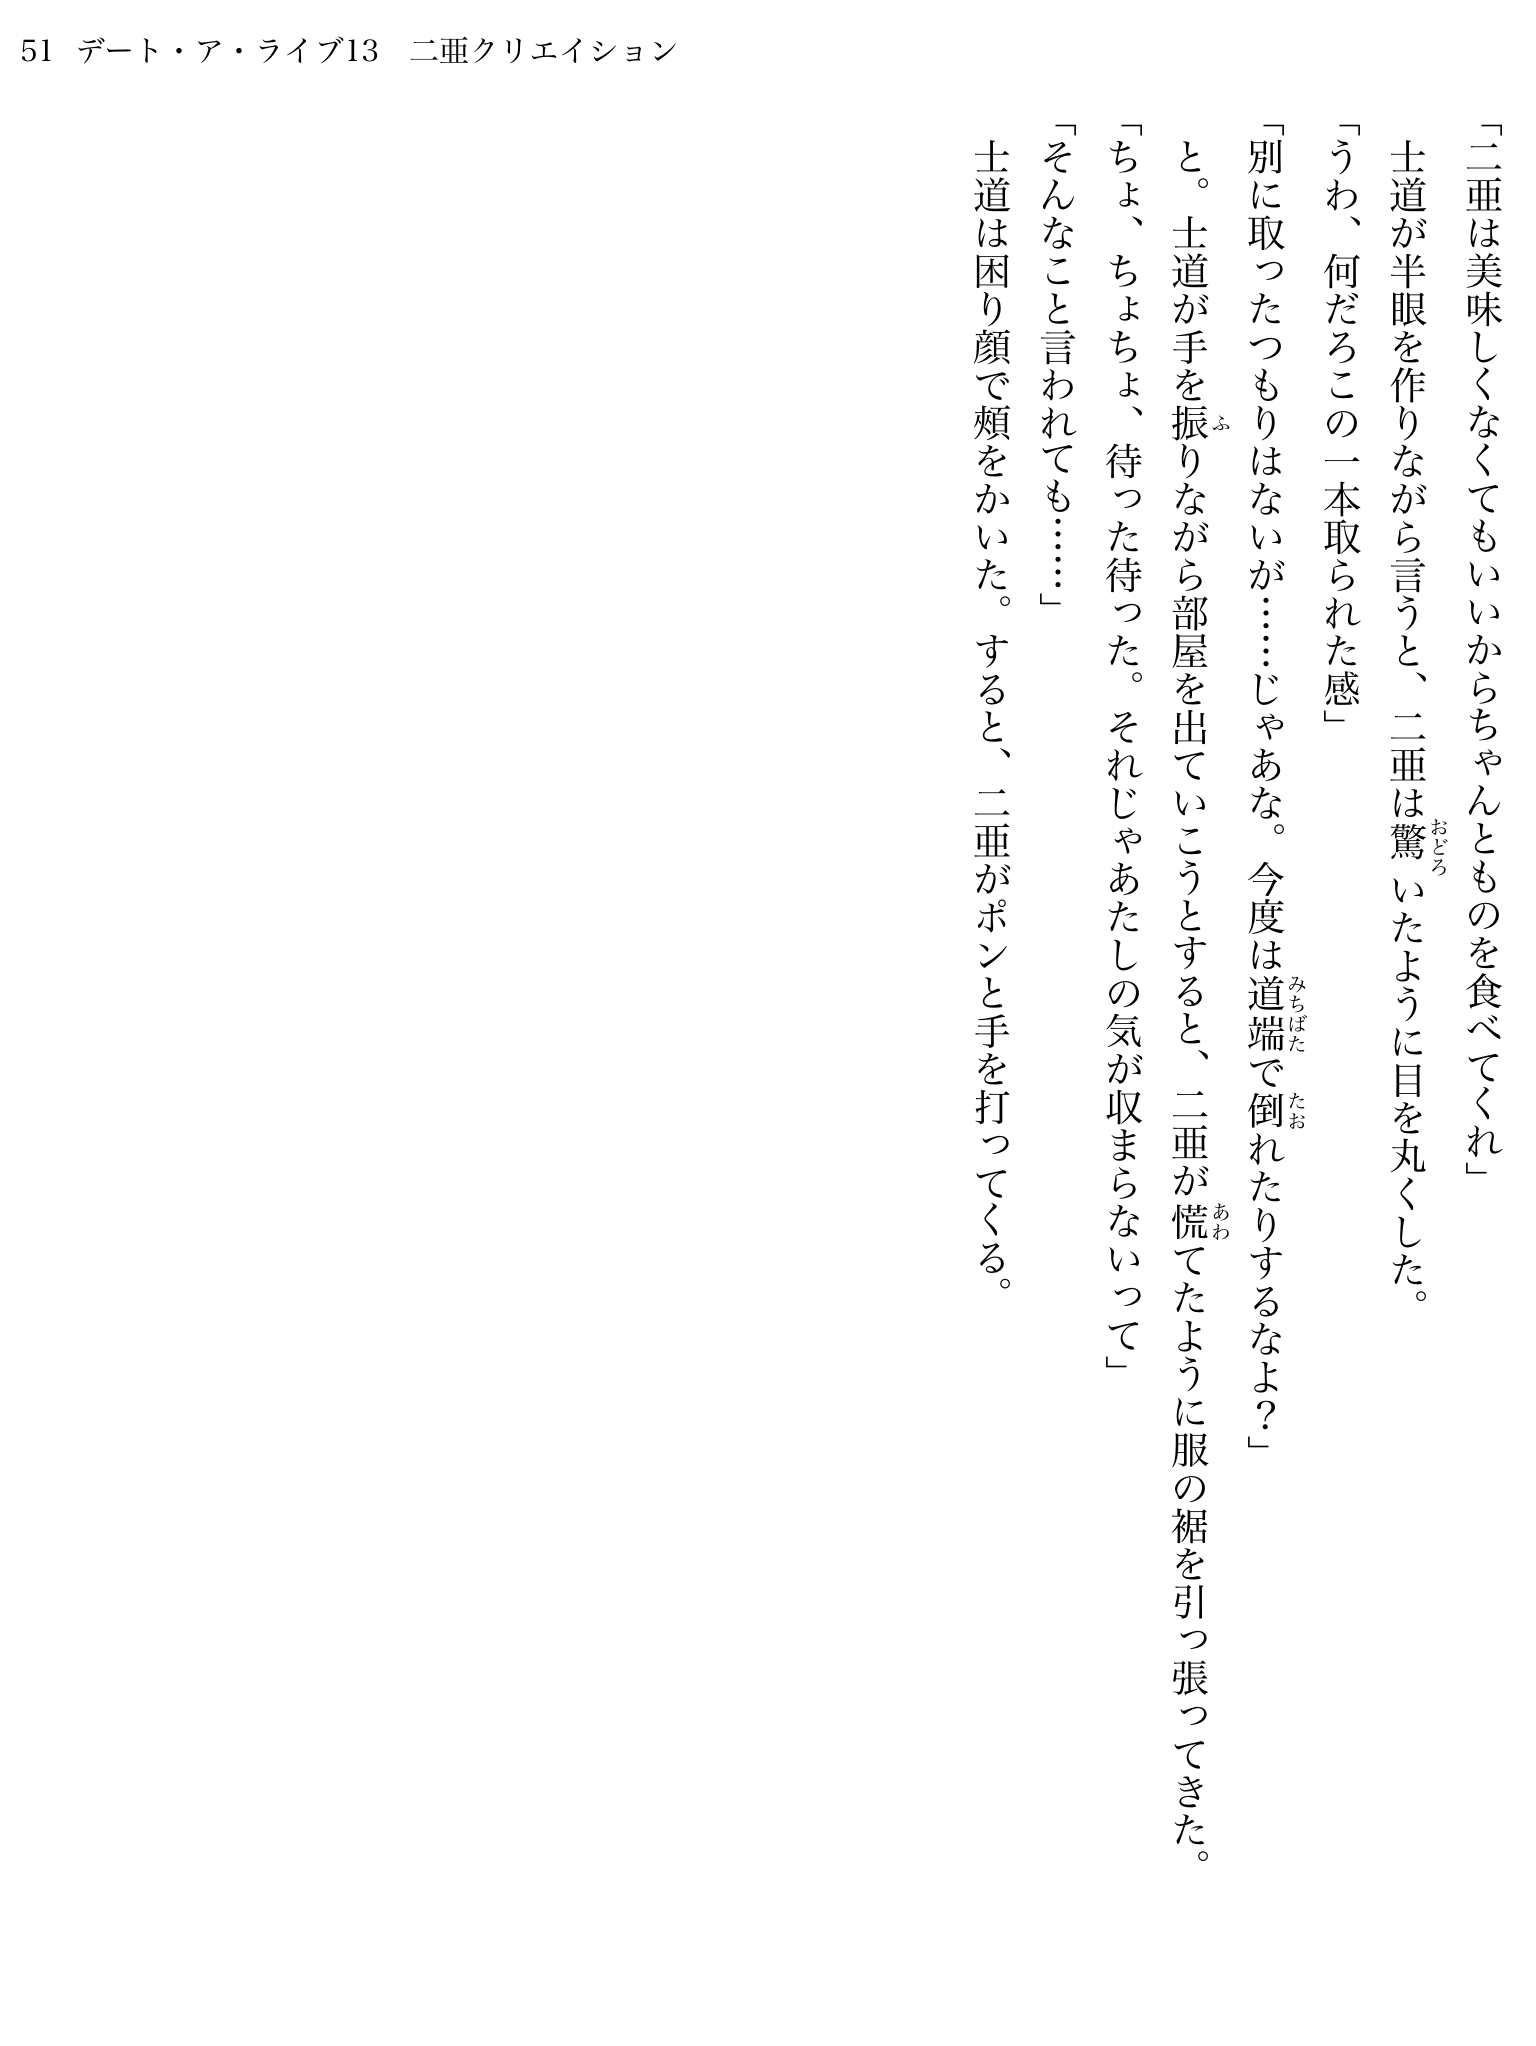 51 デート・ア・ライブ13　二亜クリエイション
「二亜は美味しくなくてもいいからちゃんとものを食べてくれ」
　士道が半眼を作りながら言うと、二亜は驚いたように目を丸くした。
「うわ、何だろこの一本取られた感」
「別に取ったつもりはないが……じゃあな。今度は道端で倒れたりするなよ？」
　と。士道が手を振りながら部屋を出ていこうとすると、二亜が慌てたように服の裾を引っ張ってきた。
「ちょ、ちょちょ、待った待った。それじゃあたしの気が収まらないって」
「そんなこと言われても……」
　士道は困り顔で頰をかいた。すると、二亜がポンと手を打ってくる。